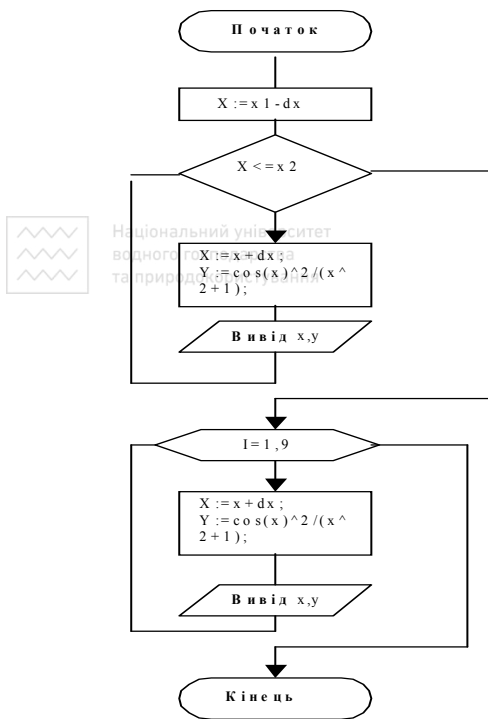 Початок
X:=x1-dx
X<=x2
Національний університет
водного господарства
та природокористування
X:=x+dx;
Y:=cos(x)^2/(x^
2+1);
Вивід x,y
I=1,9
X:=x+dx;
Y:=cos(x)^2/(x^
2+1);
Вивід x,y
Кінець